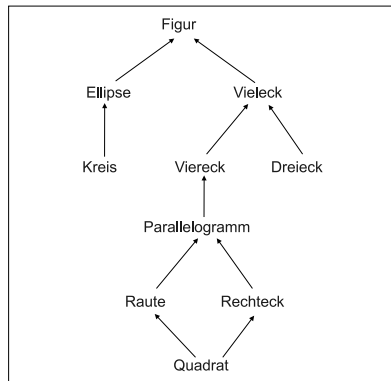 Figur
Ellipse Vieleck
Kreis Viereck Dreieck
Parallelogramm
Raute Rechteck
Quadrat